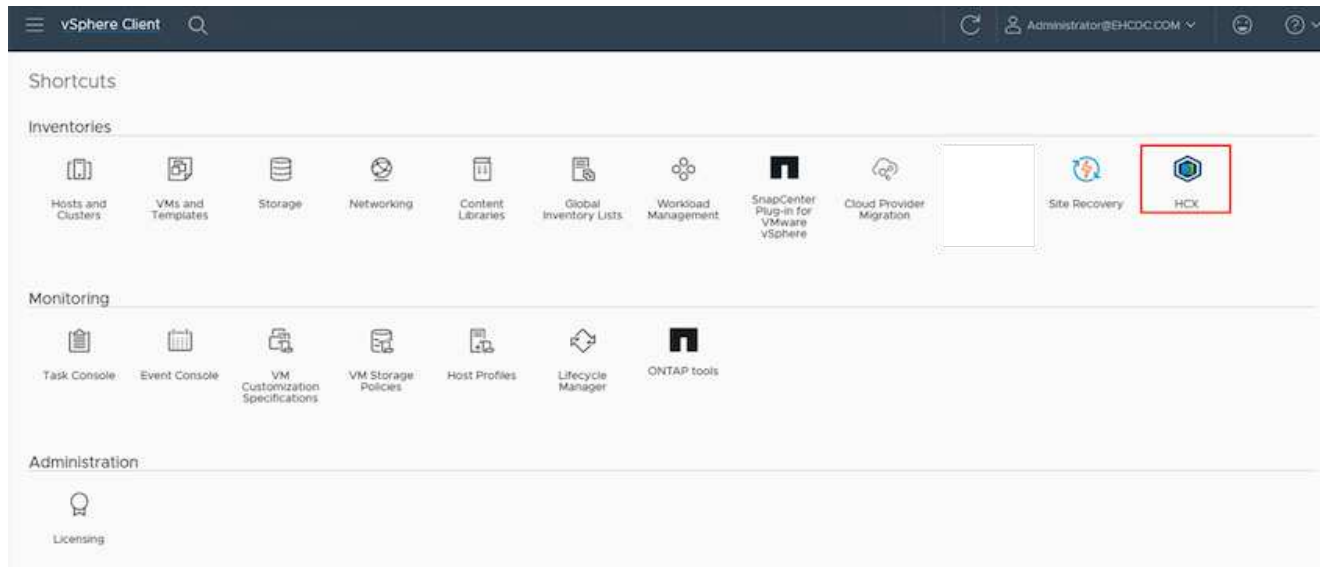 vSphere Client
Administrator@EHCDC.COM
Shortcuts
Inventories
Hosts and Clusters
VMs and Templates
Storage
Networking
Content Libraries
Global Inventory Lists
Workload Management
SnapCenter Plug-in for VMware vSphere
Cloud Provider Migration
Site Recovery
HCX
Monitoring
Task Console
Event Console
VM Customization Specifications
VM Storage Policies
Host Profiles
Lifecycle Manager
ONTAP tools
Administration
Licensing